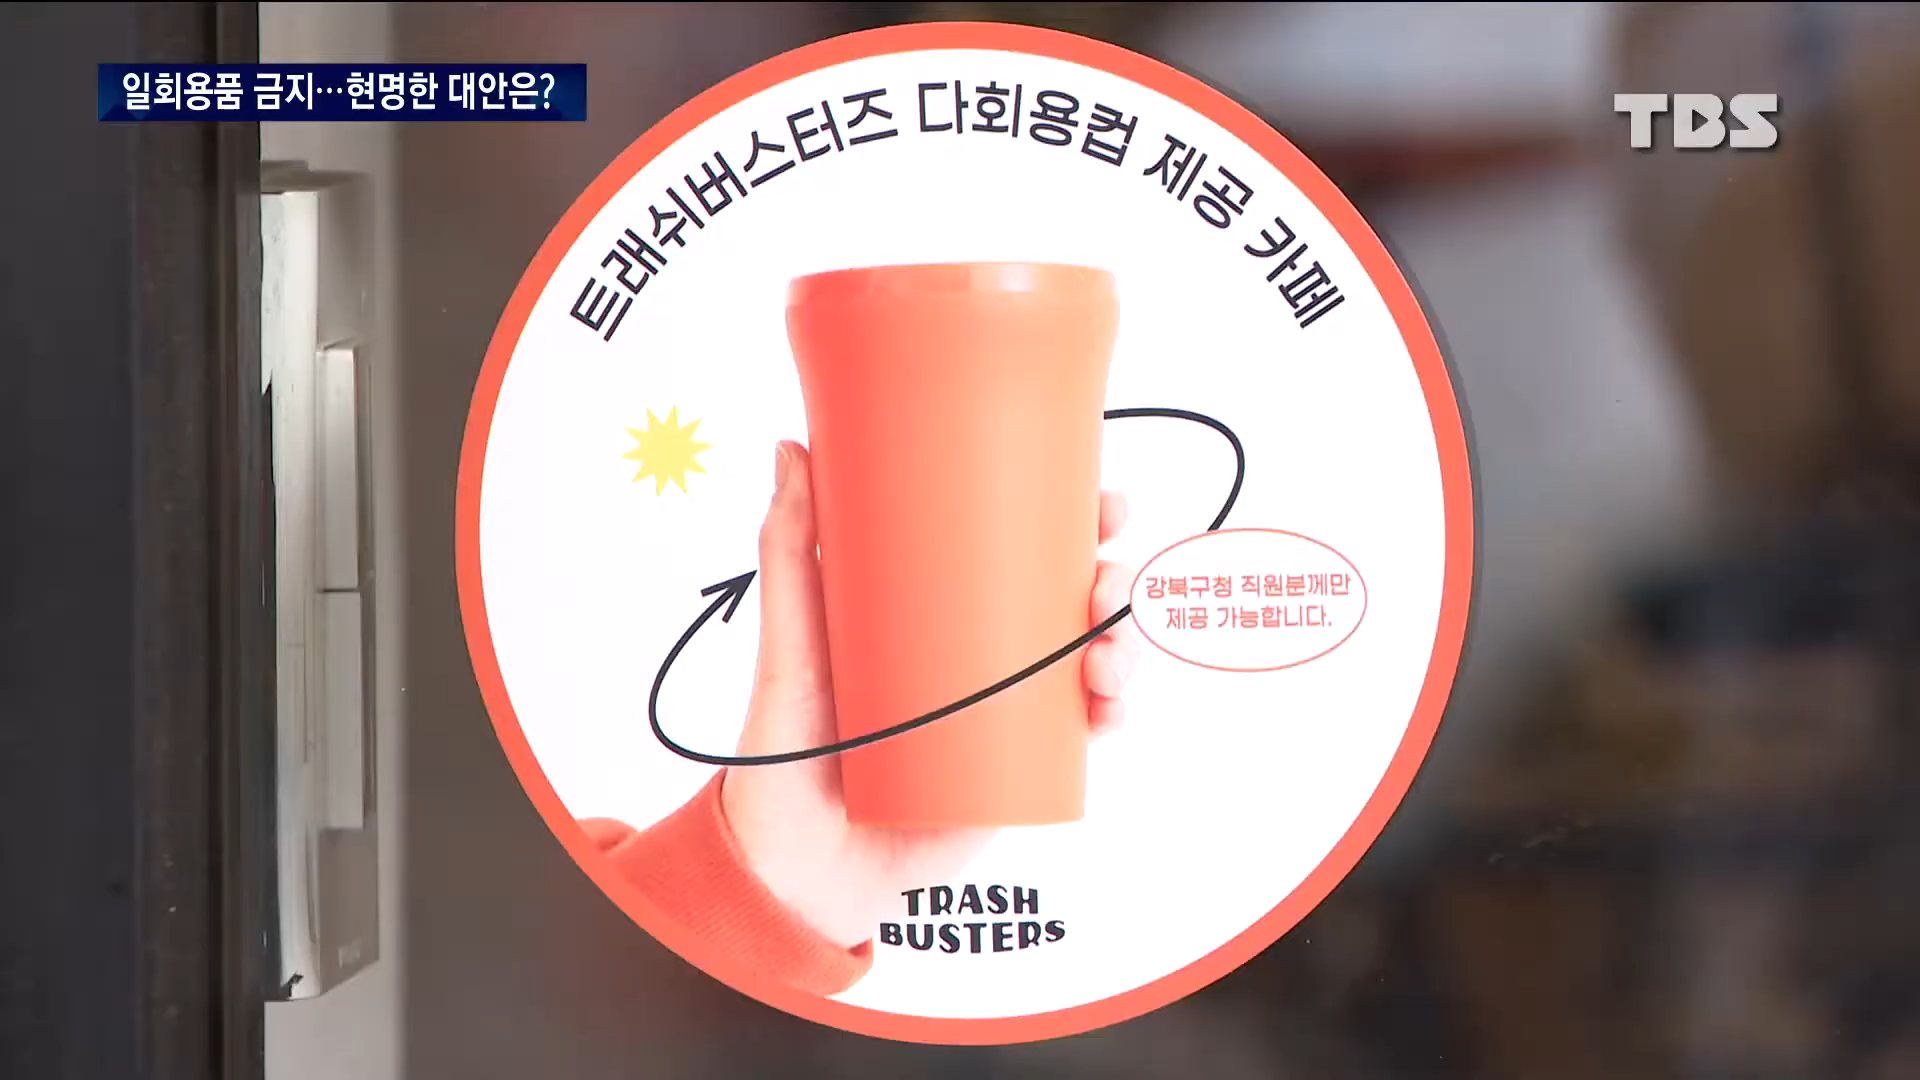 일회용품 금지…현명한 대안은?
TBS
트래쉬버스터즈 다회용컵 제공 카페
강북구청 직원분께만
제공 가능합니다.
TRASH
BUSTERS